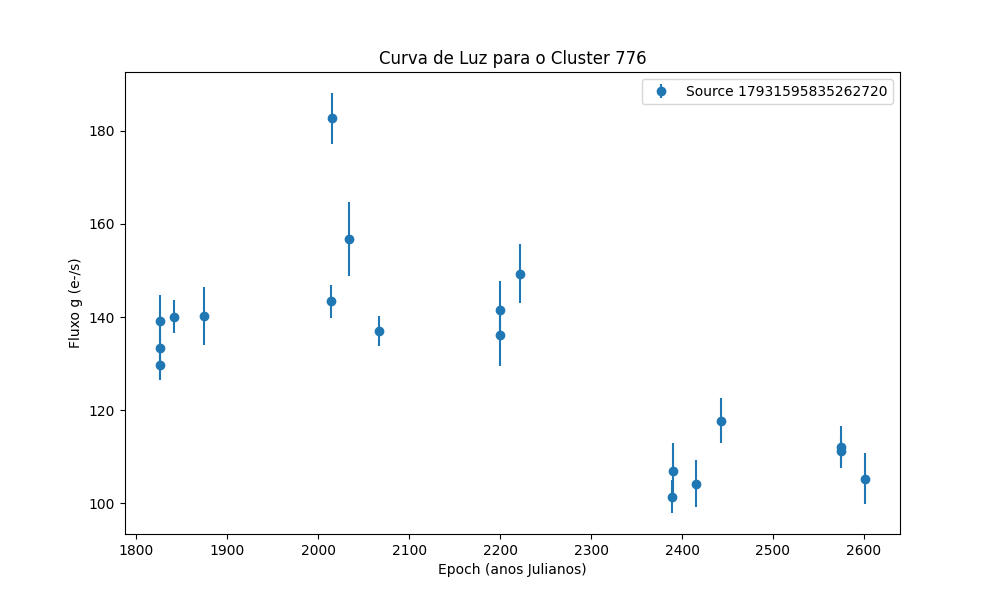 Curva de Luz para o Cluster 776
Source 17931595835262720
Fluxo g (e-/s)
180
160
140
120
100
1800 1900 2000 2100 2200 2300 2400 2500 2600
Epoch (anos Julianos)